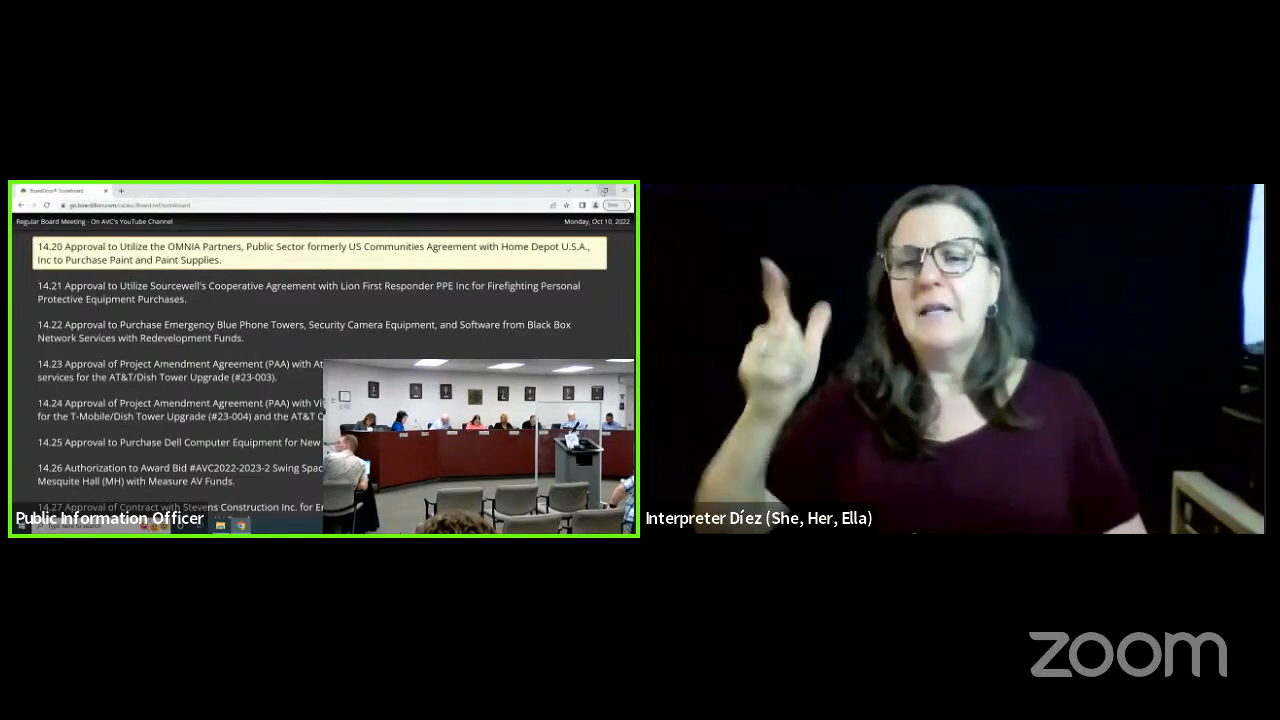 BoardDocs® Scoreboard
Regular Board Meeting - On AVC's YouTube Channel
Monday, Oct 10, 2022
14.20 Approval to Utilize the OMNIA Partners, Public Sector formerly US Communities Agreement with Home Depot U.S.A.,
Inc to Purchase Paint and Paint Supplies.
14.21 Approval to Utilize Sourcewell's Cooperative Agreement with Lion First Responder PPE Inc for Firefighting Personal
Protective Equipment Purchases.
14.22 Approval to Purchase Emergency Blue Phone Towers, Security Camera Equipment, and Software from Black Box
Network Services with Redevelopment Funds.
14.23 Approval of Project Amendment Agreement (PAA) with
services for the AT&T/Dish Tower Upgrade (#23-003).
14.24 Approval of Project Amendment Agreement (PAA) with
for the T-Mobile/Dish Tower Upgrade (#23-004) and the AT&T
14.25 Approval to Purchase Dell Computer Equipment for New
14.26 Authorization to Award Bid #AVC2022-2023-2 Swing
Mesquite Hall (MH) with Measure AV Funds.
14.27 Approval of Contract with Stevens Construction Inc. for
Type here to search
Public Information Officer
Interpreter Díez (She, Her, Ella)
zoom